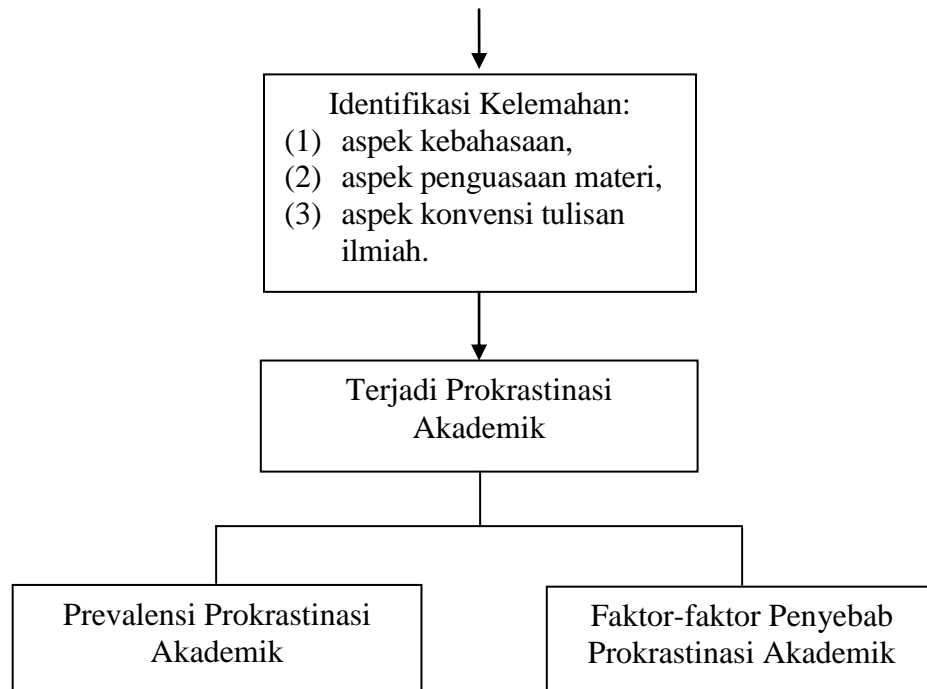 Identifikasi Kelemahan:
(1) aspek kebahasaan,
(2) aspek penguasaan materi,
(3) aspek konvensi tulisan
ilmiah.
Terjadi Prokrastinasi
Akademik
Prevalensi Prokrastinasi
Akademik
Faktor-faktor Penyebab
Prokrastinasi Akademik